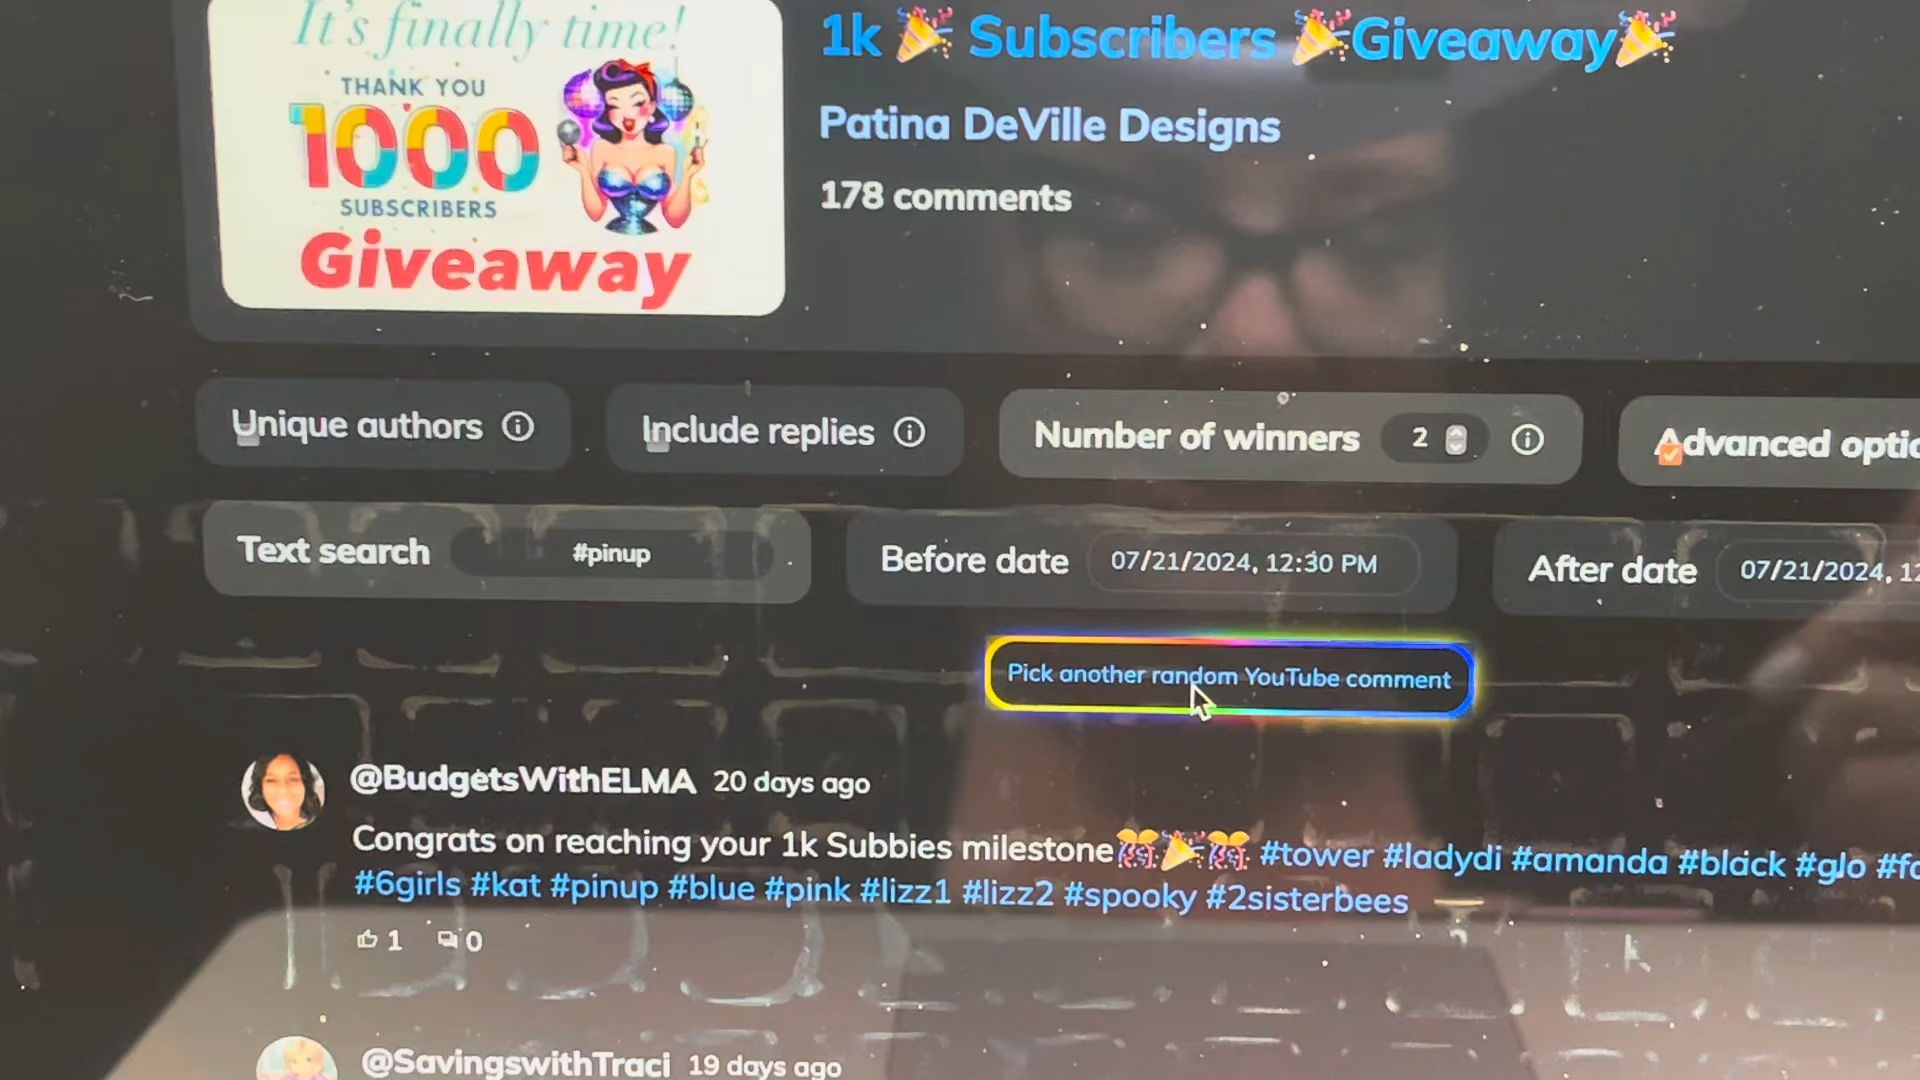 It's finally time!
THANK YOU
1000
SUBSCRIBERS
Giveaway
1k 🎉 Subscribers 🎉Giveaway🎉
Patina DeVille Designs
178 comments
Unique authors
Include replies
Number of winners 2
Advanced optio
Text search #pinup
Before date 07/21/2024, 12:30 PM
After date 07/21/2024, 12
Pick another random YouTube comment
@BudgetsWithELMA 20 days ago
Congrats on reaching your 1k Subbies milestone🎊🎉🎊 #tower #ladydi #amanda #black #glo #fo
#6girls #kat #pinup #blue #pink #lizz1 #lizz2 #spooky #2sisterbees
1 0
@SavingswithTraci 19 days ago